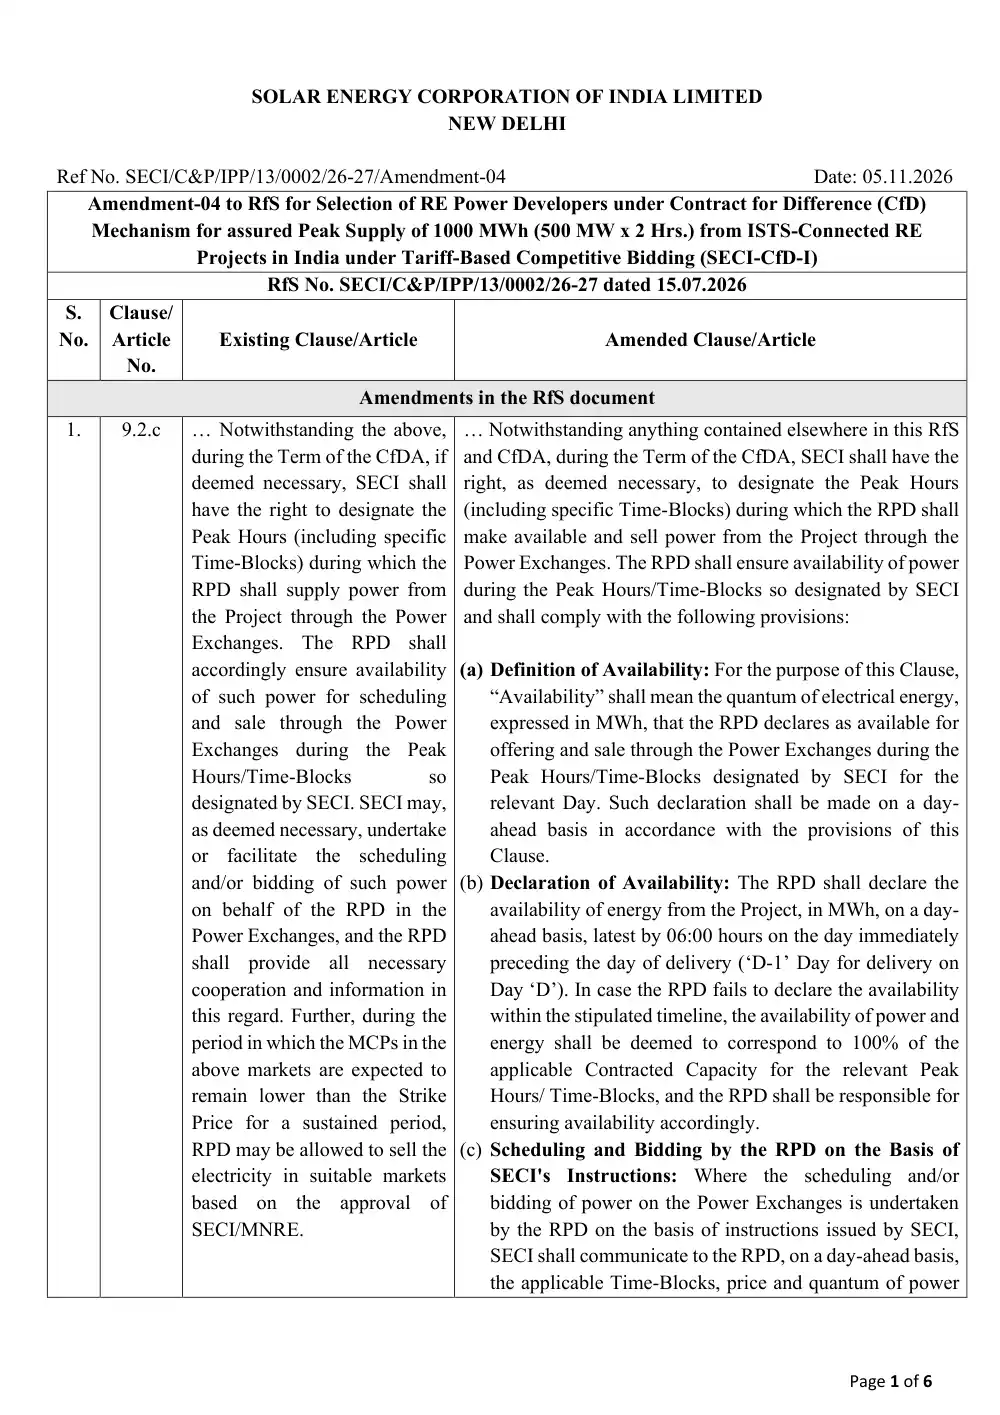 SOLAR ENERGY CORPORATION OF INDIA LIMITED
NEW DELHI
Ref No. SECI/C&P/IPP/13/0002/26-27/Amendment-04 Date: 05.11.2026
Amendment-04 to RfS for Selection of RE Power Developers under Contract for Difference (CfD)
Mechanism for assured Peak Supply of 1000 MWh (500 MW x 2 Hrs.) from ISTS-Connected RE
Projects in India under Tariff-Based Competitive Bidding (SECI-CfD-I)
RfS No. SECI/C&P/IPP/13/0002/26-27 dated 15.07.2026
S.
No.
Clause/
Article
No.
Existing Clause/Article
Amended Clause/Article
Amendments in the RfS document
1.
9.2.c
… Notwithstanding the above,
during the Term of the CfDA, if
deemed necessary, SECI shall
have the right to designate the
Peak Hours (including specific
Time-Blocks) during which the
RPD shall supply power from
the Project through the Power
Exchanges. The RPD shall
accordingly ensure availability
of such power for scheduling
and sale through the Power
Exchanges during the Peak
Hours/Time-Blocks so
designated by SECI. SECI may,
as deemed necessary, undertake
or facilitate the scheduling
and/or bidding of such power
on behalf of the RPD in the
Power Exchanges, and the RPD
shall provide all necessary
cooperation and information in
this regard. Further, during the
period in which the MCPs in the
above markets are expected to
remain lower than the Strike
Price for a sustained period,
RPD may be allowed to sell the
electricity in suitable markets
based on the approval of
SECI/MNRE.
… Notwithstanding anything contained elsewhere in this RfS
and CfDA, during the Term of the CfDA, SECI shall have the
right, as deemed necessary, to designate the Peak Hours
(including specific Time-Blocks) during which the RPD shall
make available and sell power from the Project through the
Power Exchanges. The RPD shall ensure availability of power
during the Peak Hours/Time-Blocks so designated by SECI
and shall comply with the following provisions:
(a) Definition of Availability: For the purpose of this Clause,
“Availability” shall mean the quantum of electrical energy,
expressed in MWh, that the RPD declares as available for
offering and sale through the Power Exchanges during the
Peak Hours/Time-Blocks designated by SECI for the
relevant Day. Such declaration shall be made on a day-
ahead basis in accordance with the provisions of this
Clause.
(b) Declaration of Availability: The RPD shall declare the
availability of energy from the Project, in MWh, on a day-
ahead basis, latest by 06:00 hours on the day immediately
preceding the day of delivery (‘D-1’ Day for delivery on
Day ‘D’). In case the RPD fails to declare the availability
within the stipulated timeline, the availability of power and
energy shall be deemed to correspond to 100% of the
applicable Contracted Capacity for the relevant Peak
Hours/ Time-Blocks, and the RPD shall be responsible for
ensuring availability accordingly.
(c) Scheduling and Bidding by the RPD on the Basis of
SECI's Instructions: Where the scheduling and/or
bidding of power on the Power Exchanges is undertaken
by the RPD on the basis of instructions issued by SECI,
SECI shall communicate to the RPD, on a day-ahead basis,
the applicable Time-Blocks, price and quantum of power
Page 1 of 6